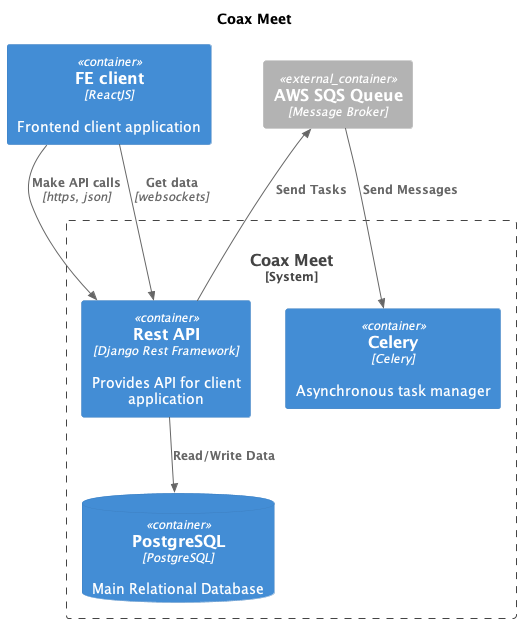 Coax Meet
«container»
FE client
[ReactJS]
Frontend client application
«external_container»
AWS SQS Queue
[Message Broker]
Make API calls
[https, json]
Get data
[websockets]
Send Tasks
Send Messages
Coax Meet
[System]
«container»
Rest API
[Django Rest Framework]
Provides API for client
application
«container»
Celery
[Celery]
Asynchronous task manager
Read/Write Data
«container»
PostgreSQL
[PostgreSQL]
Main Relational Database